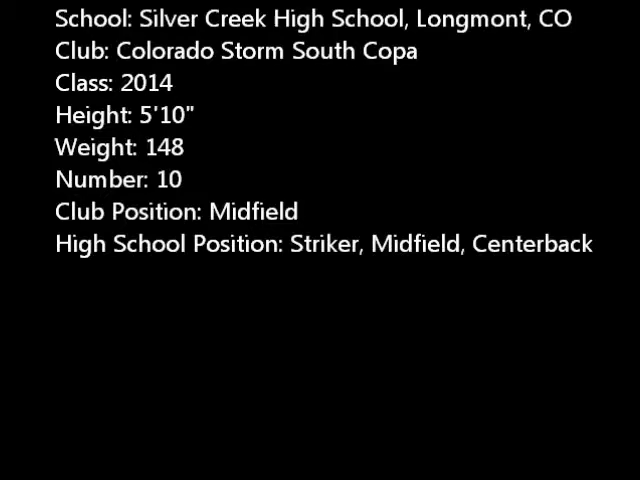 School: Silver Creek High School, Longmont, CO
Club: Colorado Storm South Copa
Class: 2014
Height: 5'10"
Weight: 148
Number: 10
Club Position: Midfield
High School Position: Striker, Midfield, Centerback